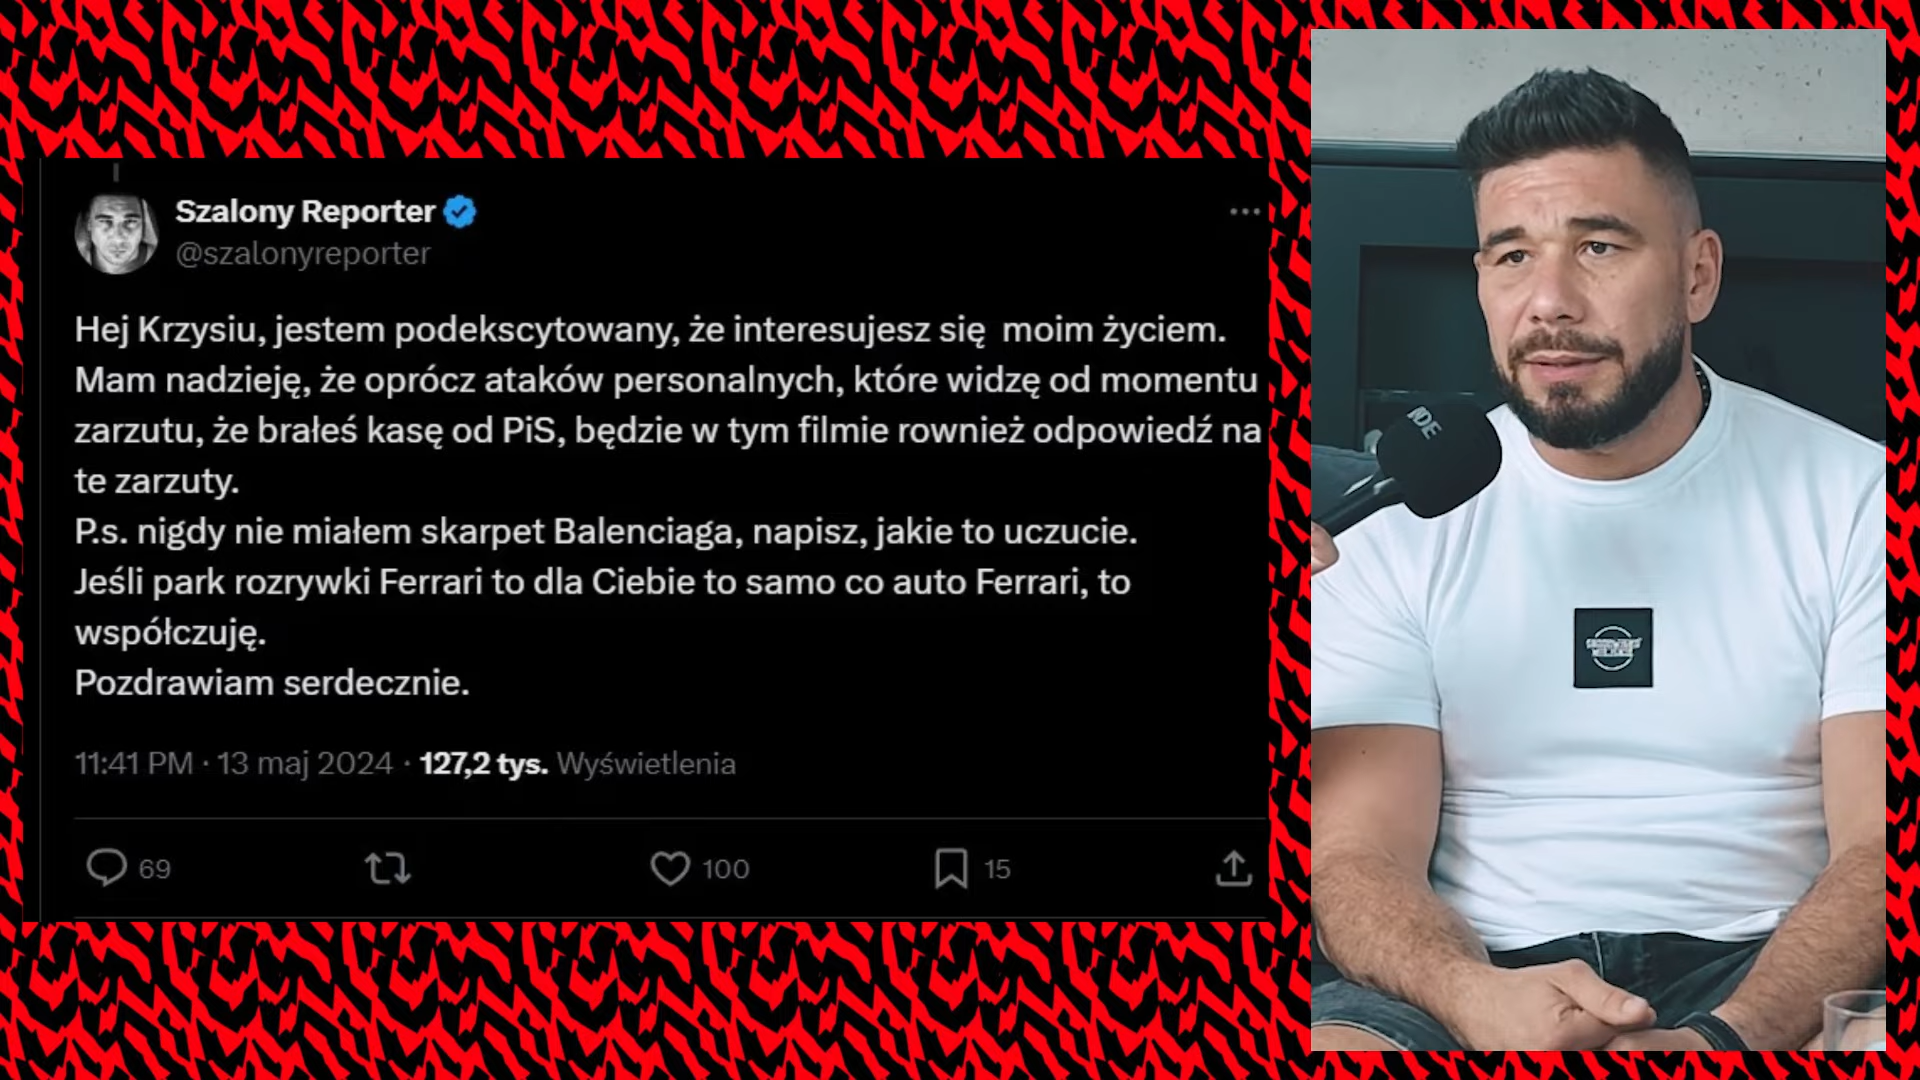 Szalony Reporter
@szalonyreporter
Hej Krzysiu, jestem podekscytowany, że interesujesz się  moim życiem.
Mam nadzieję, że oprócz ataków personalnych, które widzę od momentu
zarzutu, że brałeś kasę od PiS, będzie w tym filmie rownież odpowiedź na
te zarzuty.
P.s. nigdy nie miałem skarpet Balenciaga, napisz, jakie to uczucie.
Jeśli park rozrywki Ferrari to dla Ciebie to samo co auto Ferrari, to
współczuję.
Pozdrawiam serdecznie.
11:41 PM · 13 maj 2024 · 127,2 tys. Wyświetlenia
69
100
15